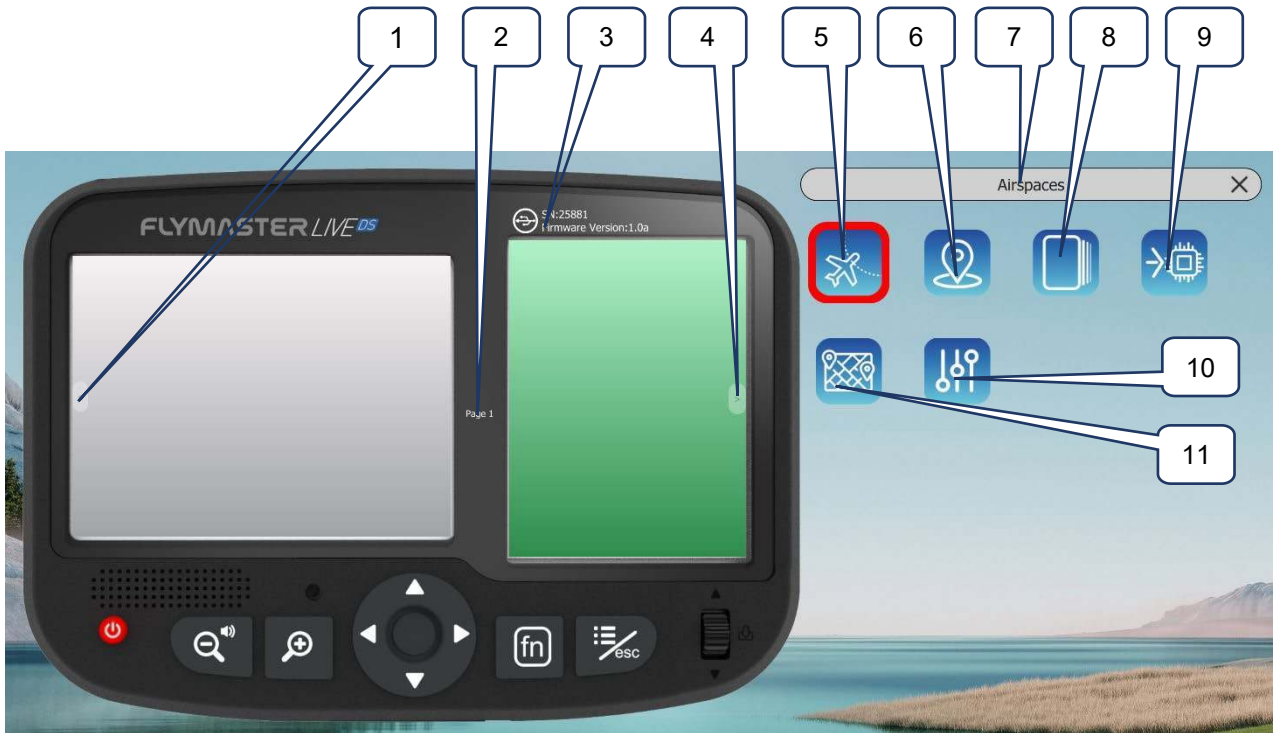 1 2 3 4 5 6 7 8 9
FLYMASTER LIVE DS
SN:25881
Firmware Version:1.0a
Airspaces
Page 1
10
11
fn
esc